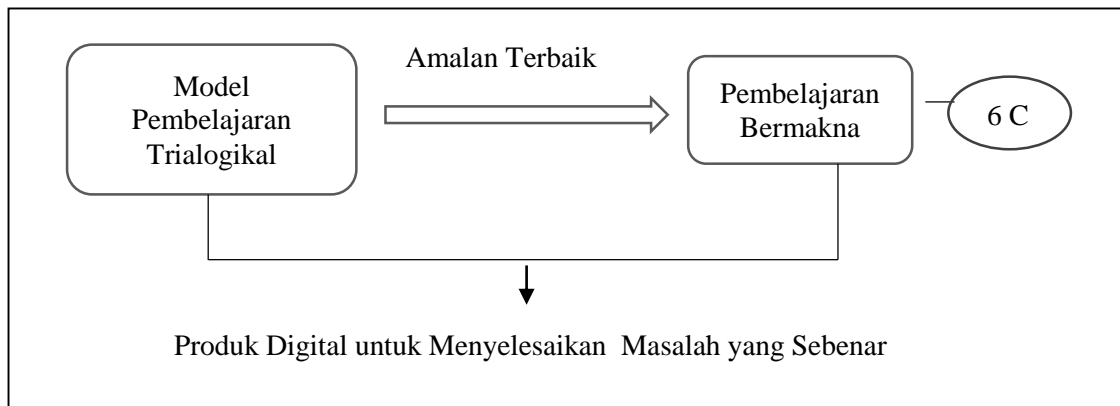 Amalan Terbaik
Model
Pembelajaran
Trialogikal
Pembelajaran
Bermakna
6 C
Produk Digital untuk Menyelesaikan Masalah yang Sebenar